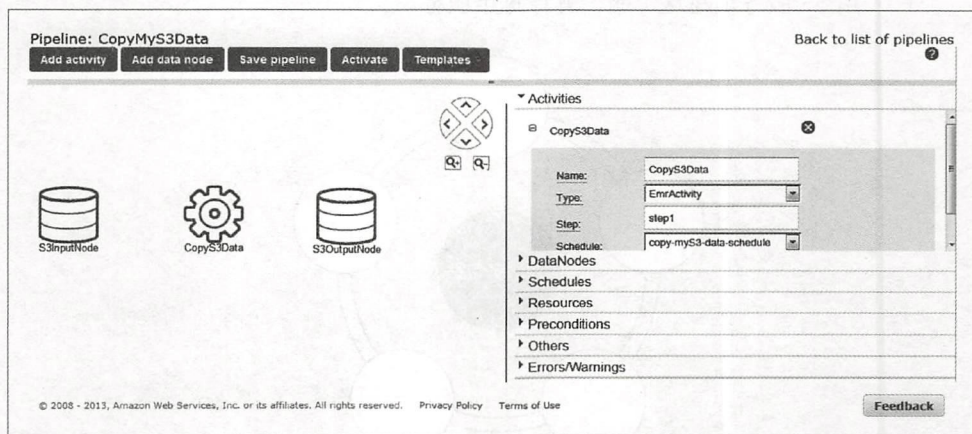 Pipeline: CopyMyS3Data
Back to list of pipelines
Add activity
Add data node
Save pipeline
Activate
Templates
?
Activities
CopyS3Data
Name:
CopyS3Data
Type:
EmrActivity
Step:
step1
Schedule:
copy-myS3-data-schedule
S3InputNode
CopyS3Data
S3OutputNode
DataNodes
Schedules
Resources
Preconditions
Others
Errors/Warnings
© 2008 - 2013, Amazon Web Services, Inc. or its affiliates. All rights reserved. Privacy Policy Terms of Use
Feedback